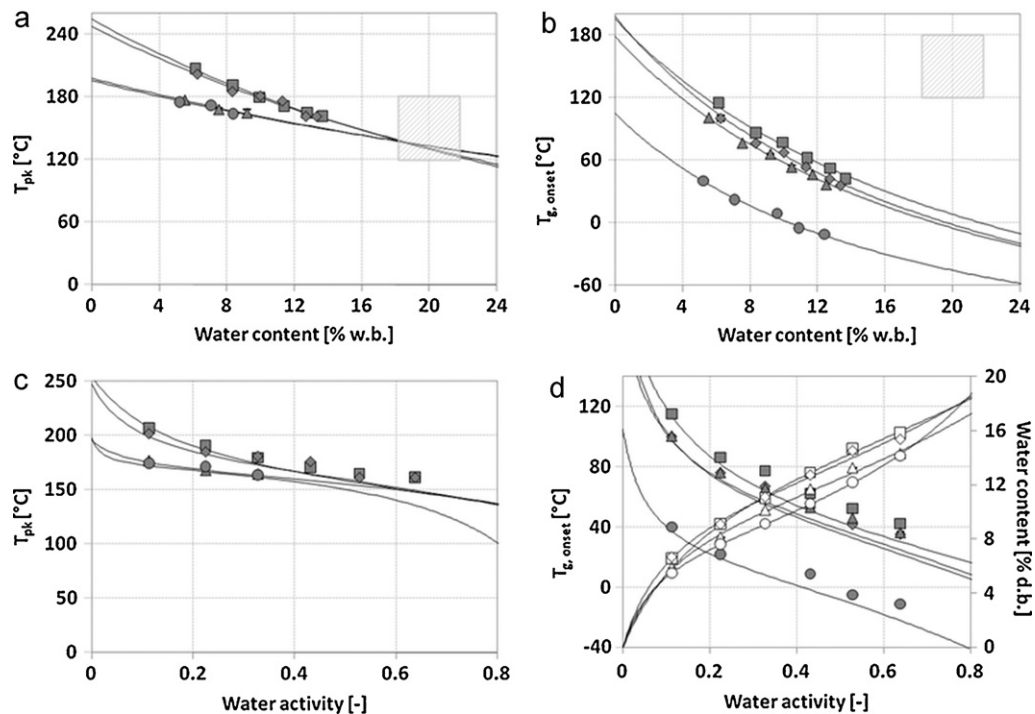 a
240
180
120
60
0
T_pk [°C]
0 4 8 12 16 20 24
Water content [% w.b.]
b
180
120
60
0
-60
T_g, onset [°C]
0 4 8 12 16 20 24
Water content [% w.b.]
c
250
200
150
100
50
0
T_pk [°C]
0 0.2 0.4 0.6 0.8
Water activity [-]
d
120
80
40
0
-40
T_g, onset [°C]
20
16
12
8
4
0
Water content [% d.b.]
0 0.2 0.4 0.6 0.8
Water activity [-]